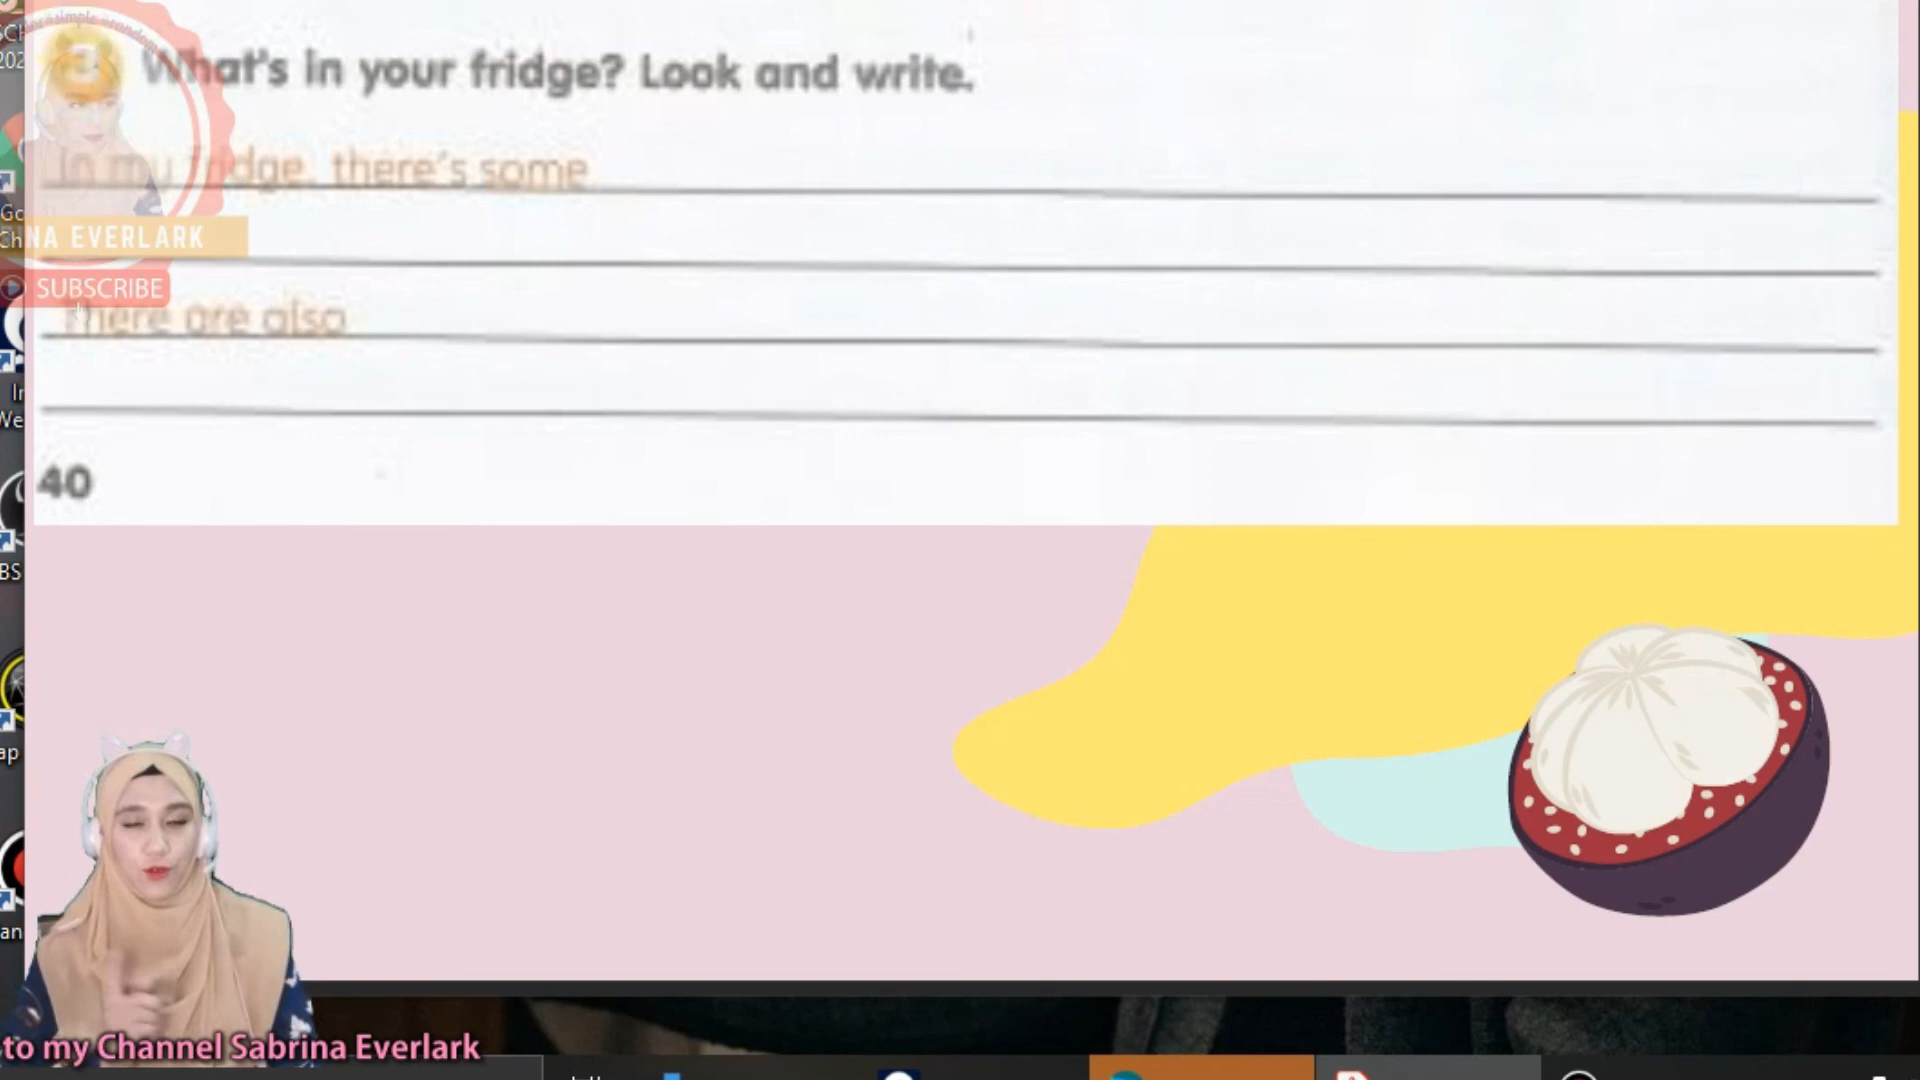 What's in your fridge? Look and write.
In my fridge, there's some
NA EVERLARK
SUBSCRIBE
There are also
40
to my Channel Sabrina Everlark